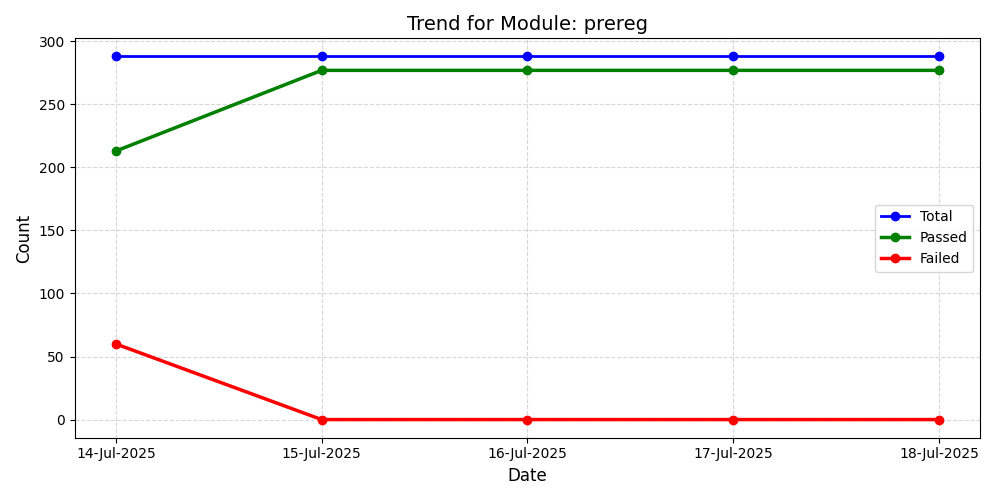 Trend for Module: prereg
300
250
200
150
100
50
0
Count
Total
Passed
Failed
14-Jul-2025
15-Jul-2025
16-Jul-2025
17-Jul-2025
18-Jul-2025
Date